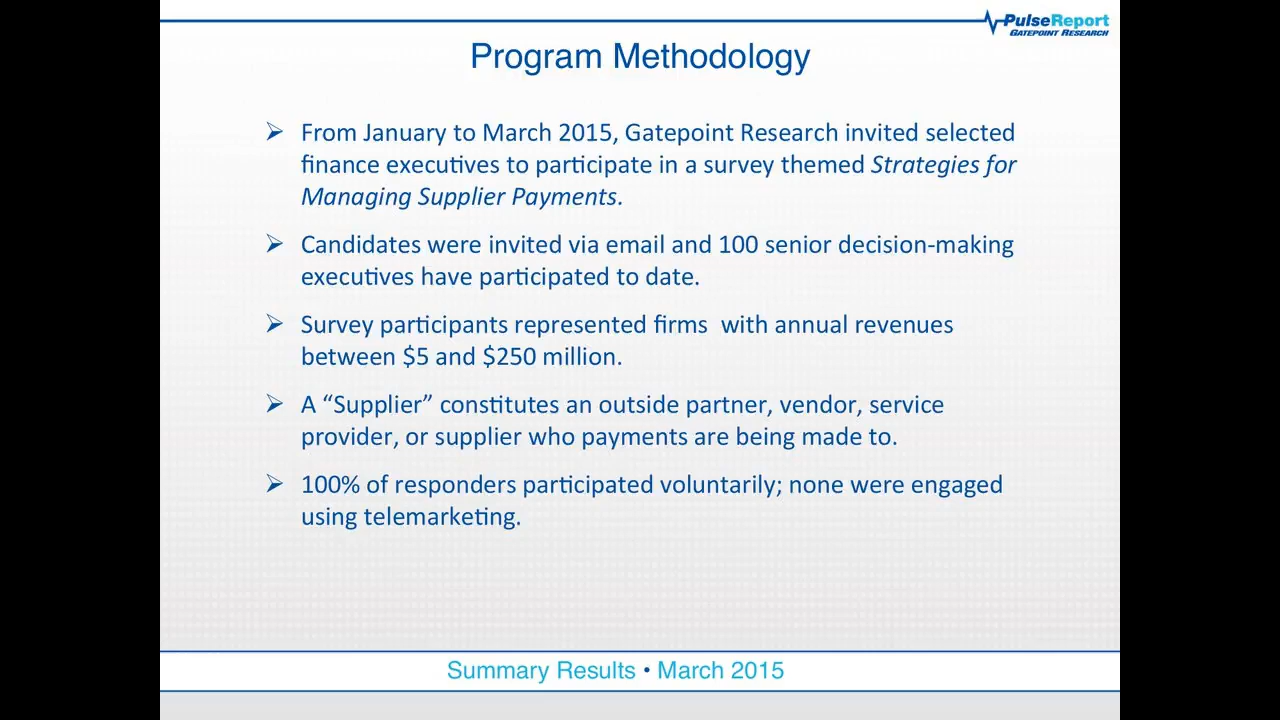 PulseReport
GATEPOINT RESEARCH
Program Methodology
➢ From January to March 2015, Gatepoint Research invited selected
finance executives to participate in a survey themed Strategies for
Managing Supplier Payments.
➢ Candidates were invited via email and 100 senior decision-making
executives have participated to date.
➢ Survey participants represented firms  with annual revenues
between $5 and $250 million.
➢ A “Supplier” constitutes an outside partner, vendor, service
provider, or supplier who payments are being made to.
➢ 100% of responders participated voluntarily; none were engaged
using telemarketing.
Summary Results • March 2015